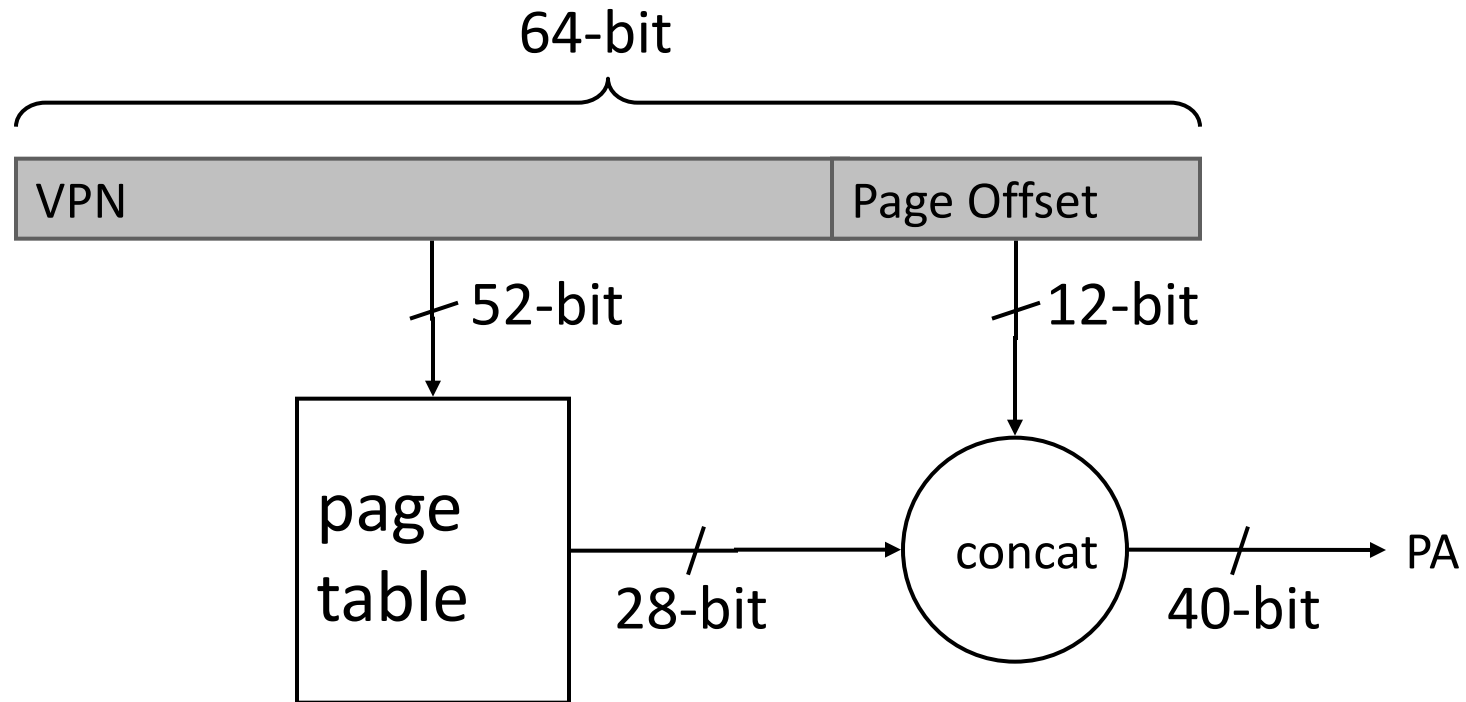 64-bit
VPN
Page Offset
52-bit
12-bit
page
table
28-bit
concat
40-bit
PA